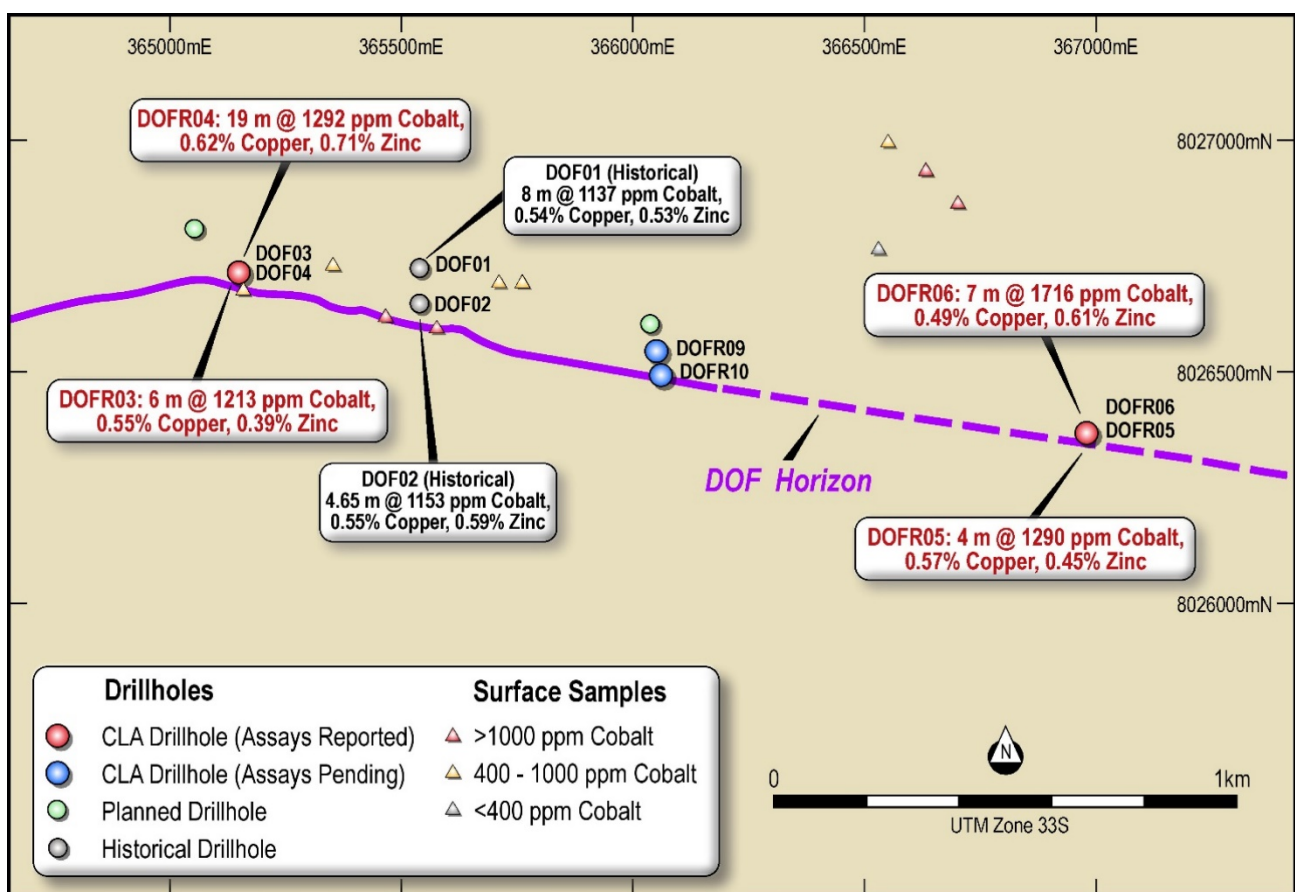 365000mE
365500mE
366000mE
366500mE
367000mE
DOFR04: 19 m @ 1292 ppm Cobalt,
0.62% Copper, 0.71% Zinc
8027000mN
DOF01 (Historical)
8 m @ 1137 ppm Cobalt,
0.54% Copper, 0.53% Zinc
DOF03
DOF04
DOF01
DOF02
DOFR06: 7 m @ 1716 ppm Cobalt,
0.49% Copper, 0.61% Zinc
DOFR09
DOFR10
8026500mN
DOFR03: 6 m @ 1213 ppm Cobalt,
0.55% Copper, 0.39% Zinc
DOFR06
DOFR05
DOF02 (Historical)
4.65 m @ 1153 ppm Cobalt,
0.55% Copper, 0.59% Zinc
DOF Horizon
DOFR05: 4 m @ 1290 ppm Cobalt,
0.57% Copper, 0.45% Zinc
8026000mN
Drillholes
CLA Drillhole (Assays Reported)
CLA Drillhole (Assays Pending)
Planned Drillhole
Historical Drillhole
Surface Samples
>1000 ppm Cobalt
400 - 1000 ppm Cobalt
<400 ppm Cobalt
N
0
1km
UTM Zone 33S